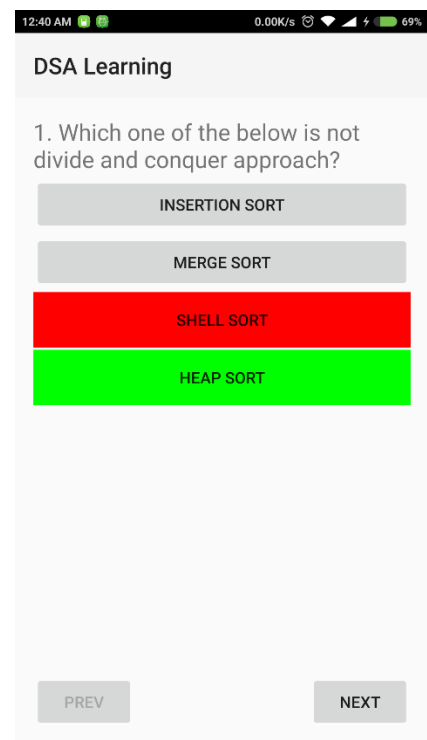 12:40 AM 0.00K/s 69%
DSA Learning
1. Which one of the below is not
divide and conquer approach?
INSERTION SORT
MERGE SORT
SHELL SORT
HEAP SORT
PREV NEXT